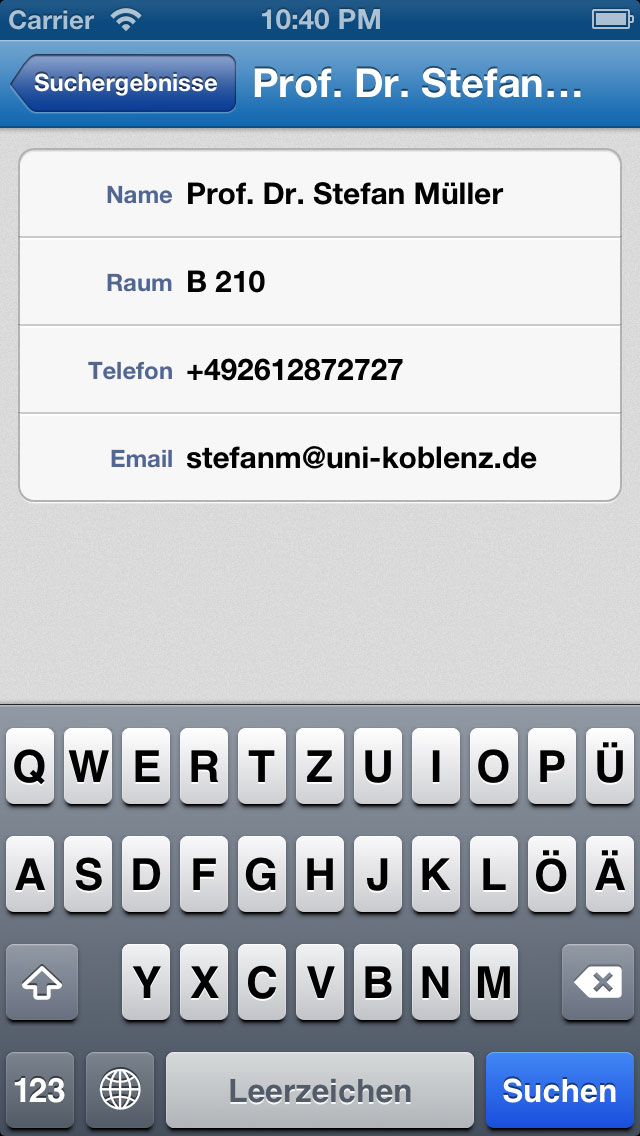 Carrier 10:40 PM
Suchergebnisse Prof. Dr. Stefan...
Name Prof. Dr. Stefan Müller
Raum B 210
Telefon +492612872727
Email stefanm@uni-koblenz.de
Q W E R T Z U I O P Ü
A S D F G H J K L Ö Ä
Y X C V B N M
123 Leerzeichen Suchen